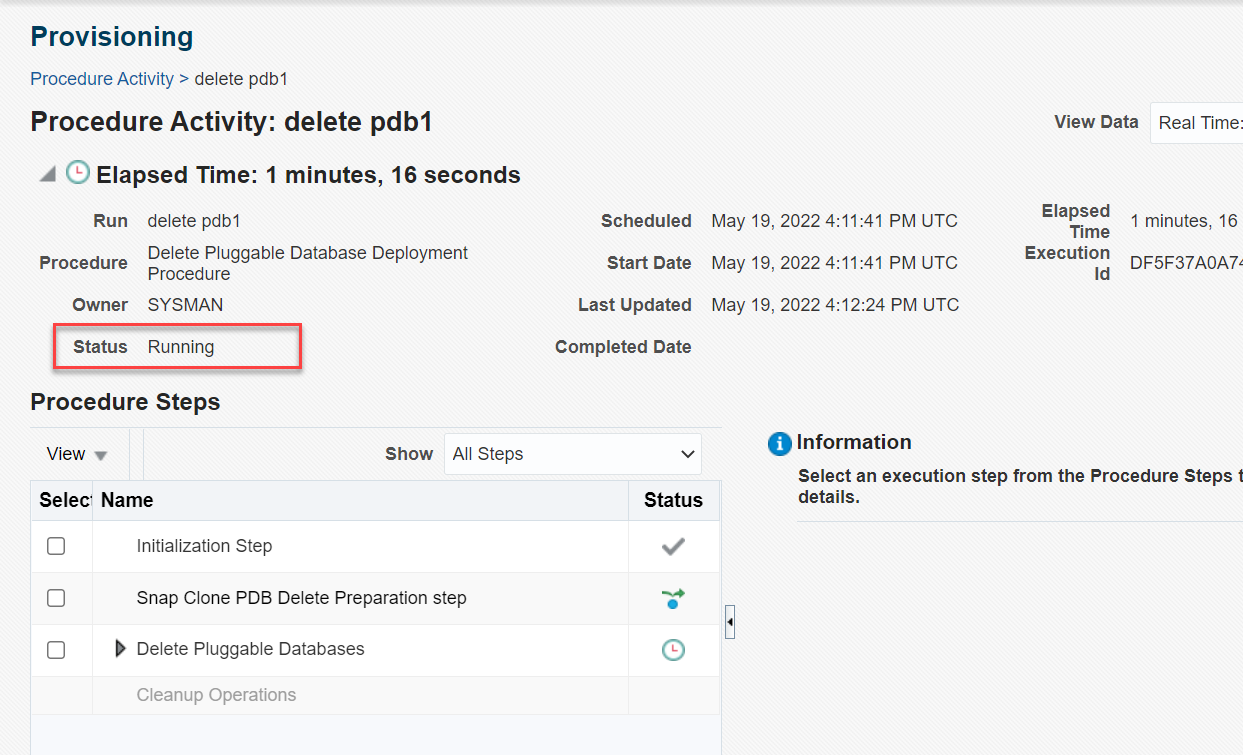 Provisioning
Procedure Activity > delete pdb1
Procedure Activity: delete pdb1
View Data Real Time:
Elapsed Time: 1 minutes, 16 seconds
Run delete pdb1
Procedure Delete Pluggable Database Deployment
Procedure
Owner SYSMAN
Status Running
Scheduled May 19, 2022 4:11:41 PM UTC
Start Date May 19, 2022 4:11:41 PM UTC
Last Updated May 19, 2022 4:12:24 PM UTC
Completed Date
Elapsed
Time 1 minutes, 16
Execution
Id DF5F37A0A74
Procedure Steps
View Show All Steps
Select Name Status
Initialization Step
Snap Clone PDB Delete Preparation step
Delete Pluggable Databases
Cleanup Operations
Information
Select an execution step from the Procedure Steps t
details.